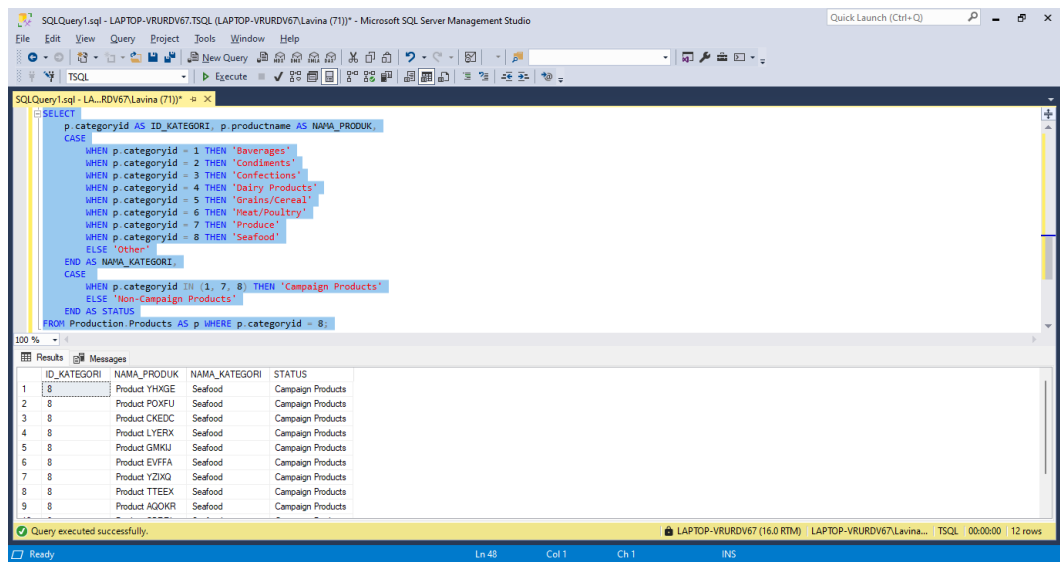 SQLQuery1.sql - LAPTOP-VRURDV67.TSQL (LAPTOP-VRURDV67\Lavina (71))* - Microsoft SQL Server Management Studio
Quick Launch (Ctrl+Q)
File Edit View Query Project Tools Window Help
New Query
TSQL Execute
SQLQuery1.sql - LA...RDV67\Lavina (71))*
SELECT
p.categoryid AS ID_KATEGORI, p.productname AS NAMA_PRODUK,
CASE
WHEN p.categoryid = 1 THEN 'Baverages'
WHEN p.categoryid = 2 THEN 'Condiments'
WHEN p.categoryid = 3 THEN 'Confections'
WHEN p.categoryid = 4 THEN 'Dairy Products'
WHEN p.categoryid = 5 THEN 'Grains/Cereal'
WHEN p.categoryid = 6 THEN 'Meat/Poultry'
WHEN p.categoryid = 7 THEN 'Produce'
WHEN p.categoryid = 8 THEN 'Seafood'
ELSE 'Other'
END AS NAMA_KATEGORI,
CASE
WHEN p.categoryid IN (1, 7, 8) THEN 'Campaign Products'
ELSE 'Non-Campaign Products'
END AS STATUS
FROM Production.Products AS p WHERE p.categoryid = 8;
100 %
Results Messages
ID_KATEGORI NAMA_PRODUK NAMA_KATEGORI STATUS
1 8 Product YHXGE Seafood Campaign Products
2 8 Product POXFU Seafood Campaign Products
3 8 Product CKEDC Seafood Campaign Products
4 8 Product LYERX Seafood Campaign Products
5 8 Product GMKIJ Seafood Campaign Products
6 8 Product EVFFA Seafood Campaign Products
7 8 Product YZIXQ Seafood Campaign Products
8 8 Product TTEEX Seafood Campaign Products
9 8 Product AQOKR Seafood Campaign Products
Query executed successfully. LAPTOP-VRURDV67 (16.0 RTM) LAPTOP-VRURDV67\Lavina... TSQL 00:00:00 12 rows
Ready Ln 48 Col 1 Ch 1 INS